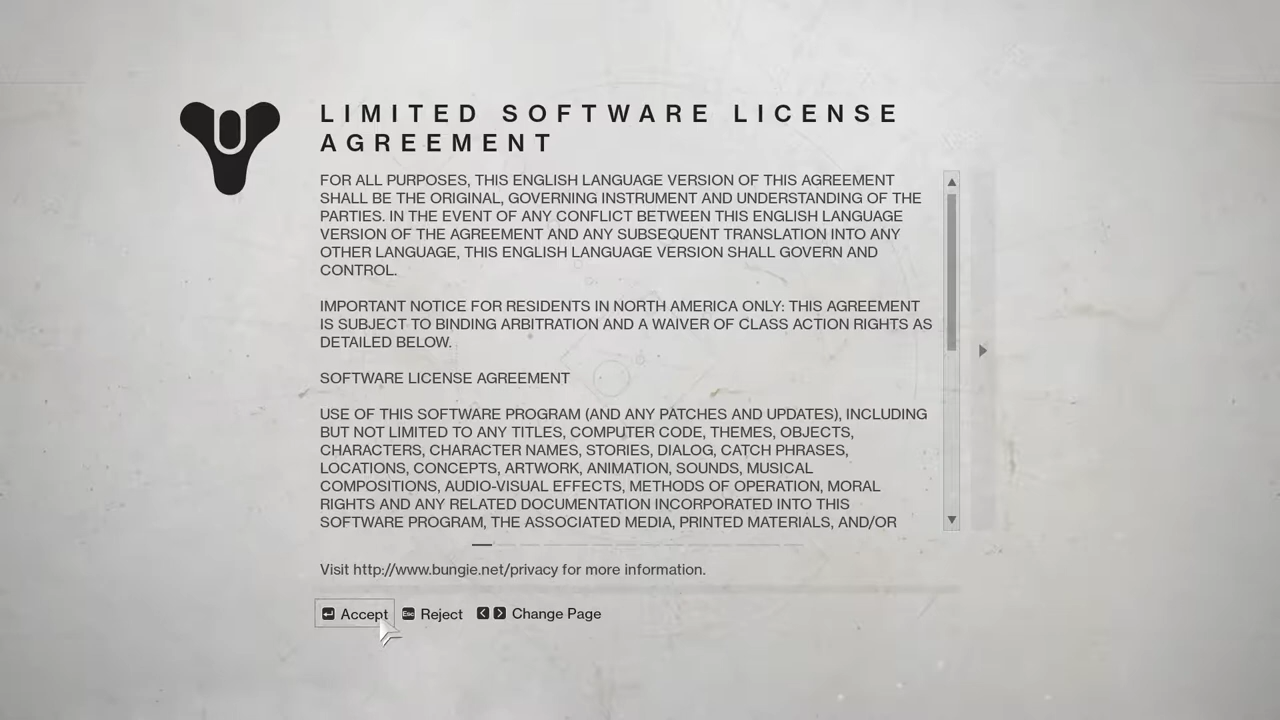 LIMITED SOFTWARE LICENSE
AGREEMENT
FOR ALL PURPOSES, THIS ENGLISH LANGUAGE VERSION OF THIS AGREEMENT
SHALL BE THE ORIGINAL, GOVERNING INSTRUMENT AND UNDERSTANDING OF THE
PARTIES. IN THE EVENT OF ANY CONFLICT BETWEEN THIS ENGLISH LANGUAGE
VERSION OF THE AGREEMENT AND ANY SUBSEQUENT TRANSLATION INTO ANY
OTHER LANGUAGE, THIS ENGLISH LANGUAGE VERSION SHALL GOVERN AND
CONTROL.
IMPORTANT NOTICE FOR RESIDENTS IN NORTH AMERICA ONLY: THIS AGREEMENT
IS SUBJECT TO BINDING ARBITRATION AND A WAIVER OF CLASS ACTION RIGHTS AS
DETAILED BELOW.
SOFTWARE LICENSE AGREEMENT
USE OF THIS SOFTWARE PROGRAM (AND ANY PATCHES AND UPDATES), INCLUDING
BUT NOT LIMITED TO ANY TITLES, COMPUTER CODE, THEMES, OBJECTS,
CHARACTERS, CHARACTER NAMES, STORIES, DIALOG, CATCH PHRASES,
LOCATIONS, CONCEPTS, ARTWORK, ANIMATION, SOUNDS, MUSICAL
COMPOSITIONS, AUDIO-VISUAL EFFECTS, METHODS OF OPERATION, MORAL
RIGHTS AND ANY RELATED DOCUMENTATION INCORPORATED INTO THIS
SOFTWARE PROGRAM, THE ASSOCIATED MEDIA, PRINTED MATERIALS, AND/OR
Visit http://www.bungie.net/privacy for more information.
Accept Esc Reject Change Page